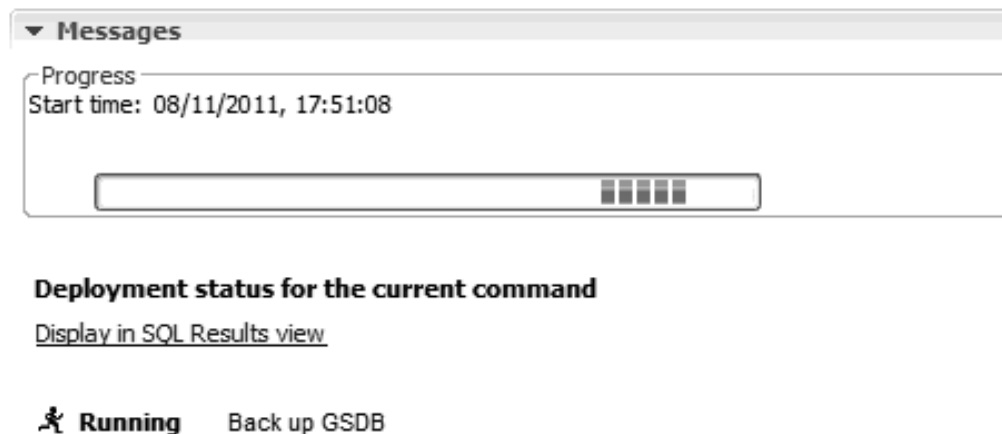 Messages
Progress
Start time: 08/11/2011, 17:51:08
Deployment status for the current command
Display in SQL Results view
Running Back up GSDB